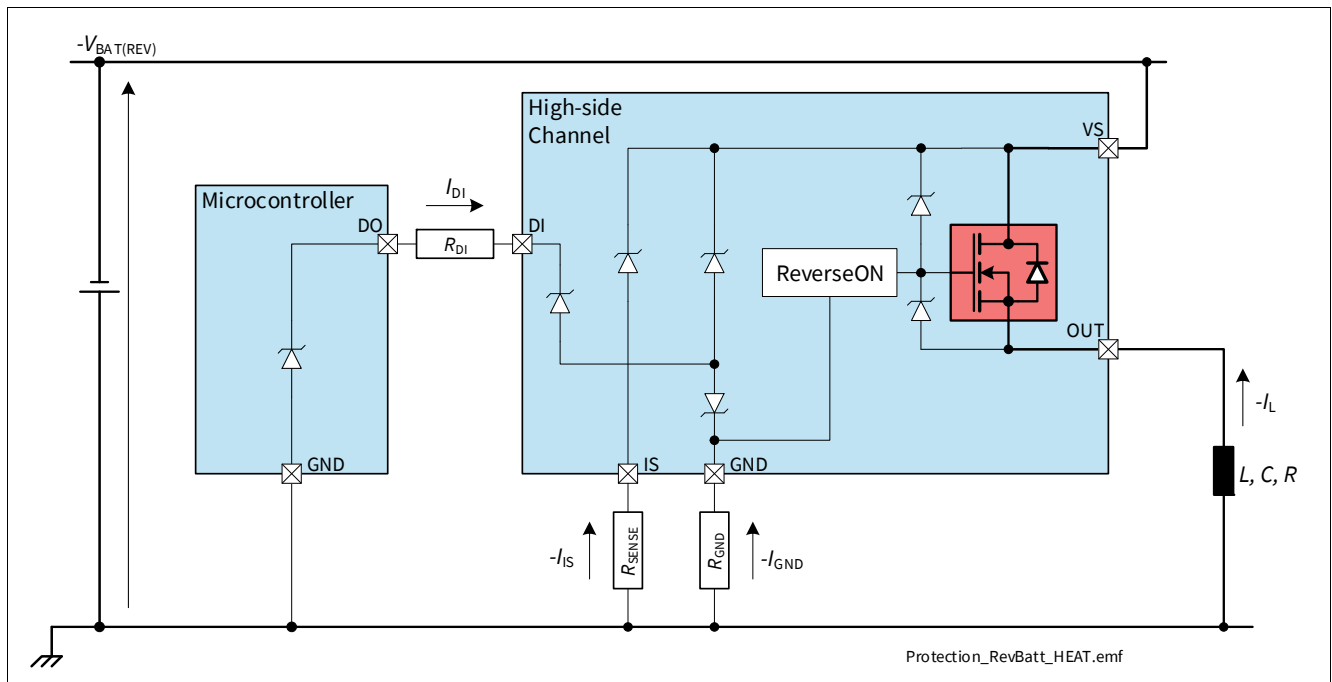 -VBAT(REV)
High-side
Channel
VS
Microcontroller
IDI
DO
RDI
DI
ReverseON
OUT
-IL
GND
IS
GND
L, C, R
-IIS
RSENSE
RGND
-IGND
Protection_RevBatt_HEAT.emf